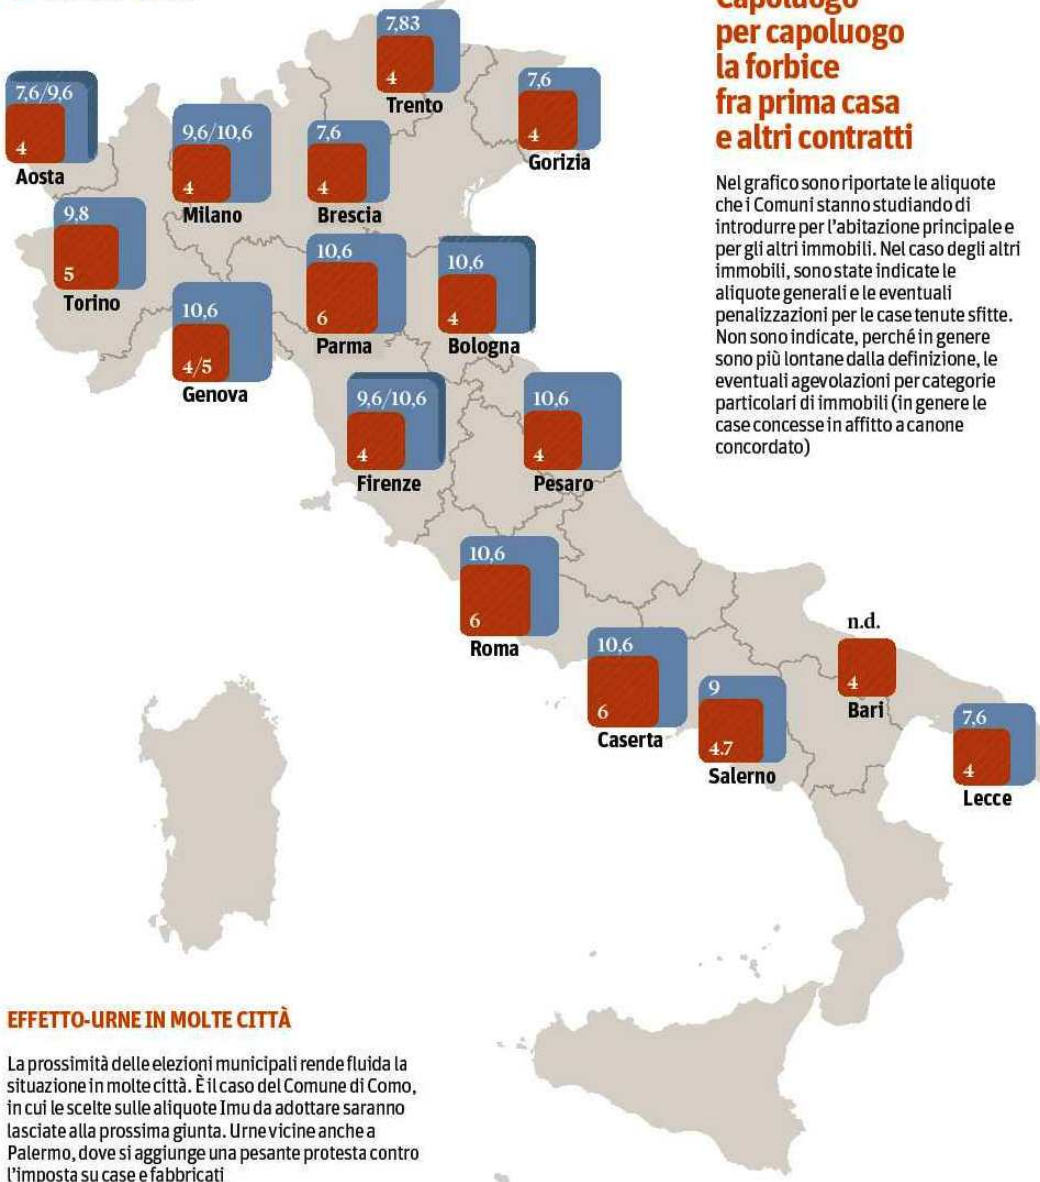 Capoluogo
per capoluogo
la forbice
fra prima casa
e altri contratti
Nel grafico sono riportate le aliquote
che i Comuni stanno studiando di
introdurre per l'abitazione principale e
per gli altri immobili. Nel caso degli altri
immobili, sono state indicate le
aliquote generali e le eventuali
penalizzazioni per le case tenute sfitte.
Non sono indicate, perché in genere
sono più lontane dalla definizione, le
eventuali agevolazioni per categorie
particolari di immobili (in genere le
case concesse in affitto a canone
concordato)
7,83
4
Trento
7,6
4
Gorizia
7,6/9,6
4
Aosta
9,6/10,6
4
Milano
7,6
4
Brescia
9,8
5
Torino
10,6
6
Parma
10,6
4
Bologna
10,6
4/5
Genova
9,6/10,6
4
Firenze
10,6
4
Pesaro
10,6
6
Roma
10,6
6
Caserta
9
4.7
Salerno
n.d.
4
Bari
7,6
4
Lecce
EFFETTO-URNE IN MOLTE CITTÀ
La prossimità delle elezioni municipali rende fluida la
situazione in molte città. È il caso del Comune di Como,
in cui le scelte sulle aliquote Imu da adottare saranno
lasciate alla prossima giunta. Urne vicine anche a
Palermo, dove si aggiunge una pesante protesta contro
l'imposta su case e fabbricati